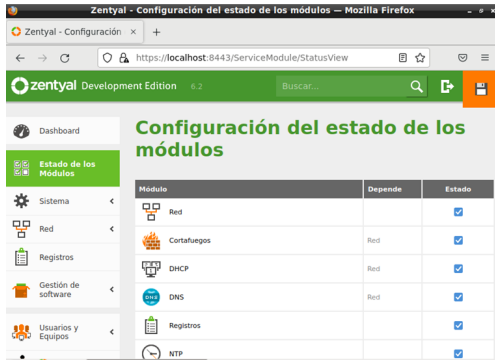 Zentyal - Configuración del estado de los módulos — Mozilla Firefox
Zentyal - Configuración
https://localhost:8443/ServiceModule/StatusView
zentyal Development Edition 6.2
Buscar...
Dashboard
Configuración del estado de los
módulos
Estado de los
Módulos
Módulo Depende Estado
Sistema
Red
Red
Cortafuegos Red
Registros
DHCP Red
Gestión de
software
DNS DNS Red
Usuarios y
Equipos
Registros
NTP